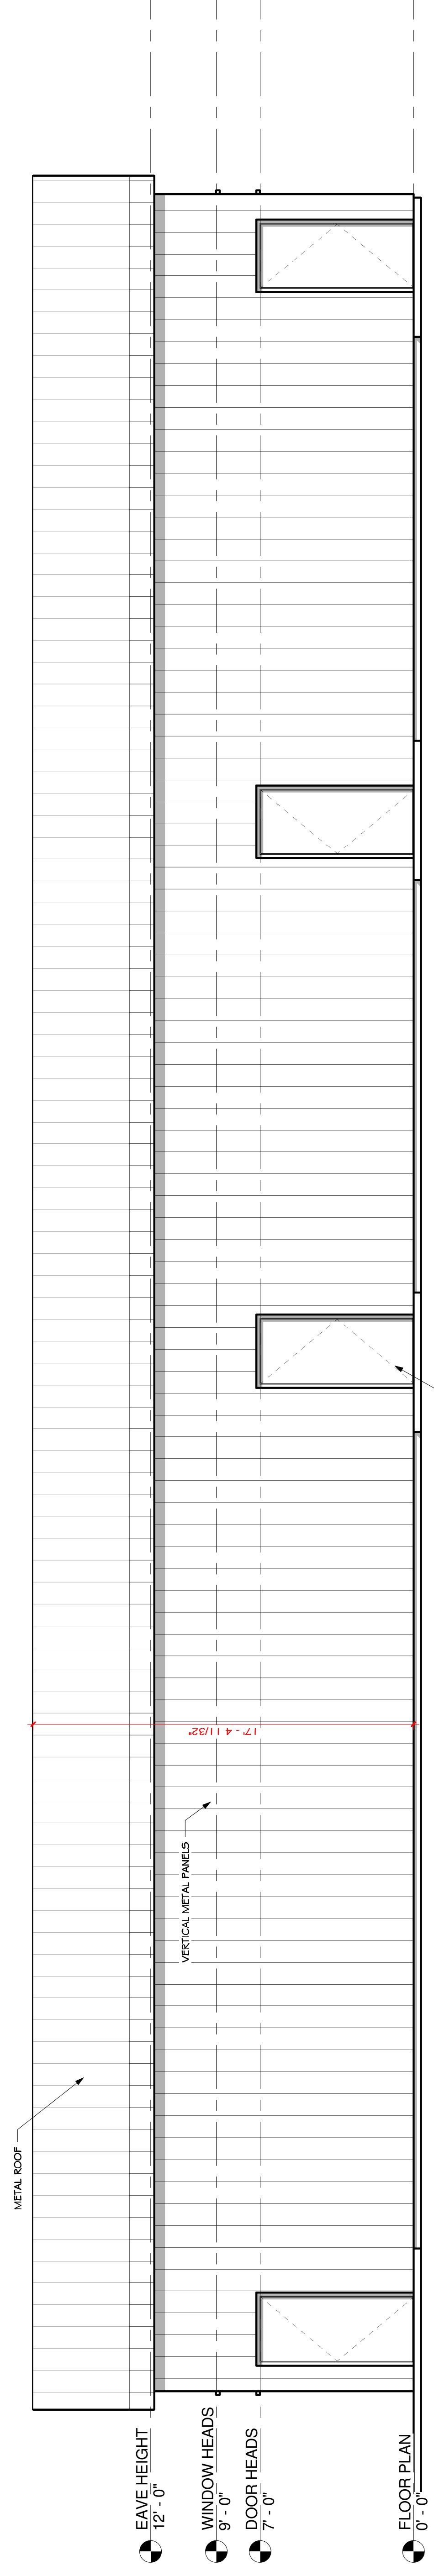 METAL ROOF
VERTICAL METAL PANELS
17' - 4 11/32"
EAVE HEIGHT
12' - 0"
WINDOW HEADS
9' - 0"
DOOR HEADS
7' - 0"
FLOOR PLAN
0' - 0"